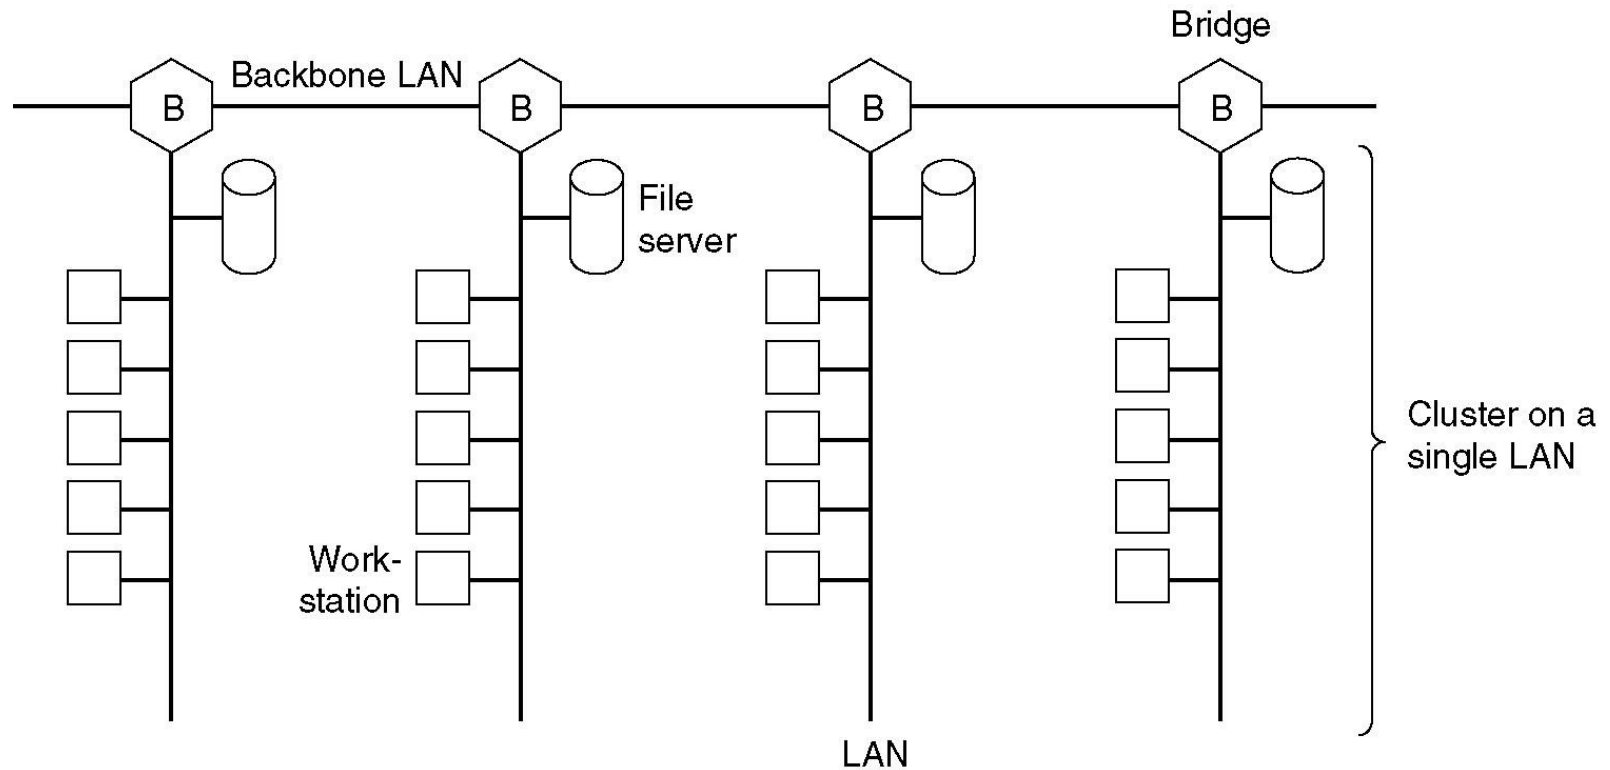 Bridge
Backbone LAN
B
B
B
B
File
server
Cluster on a
single LAN
Work-
station
LAN